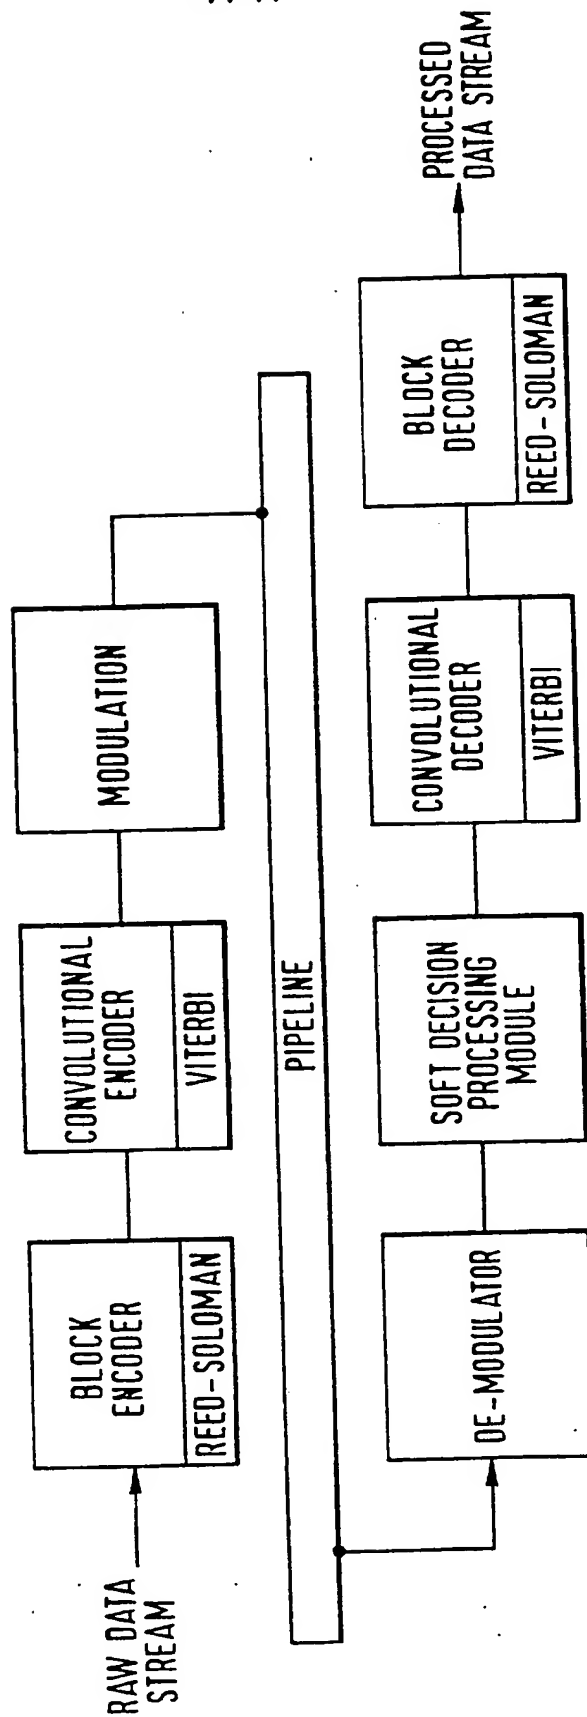 RAW DATA
STREAM
BLOCK
ENCODER
REED-SOLOMAN
CONVOLUTIONAL
ENCODER
VITERBI
MODULATION
PIPELINE
DE-MODULATOR
SOFT DECISION
PROCESSING
MODULE
CONVOLUTIONAL
DECODER
VITERBI
BLOCK
DECODER
REED-SOLOMAN
PROCESSED
DATA STREAM